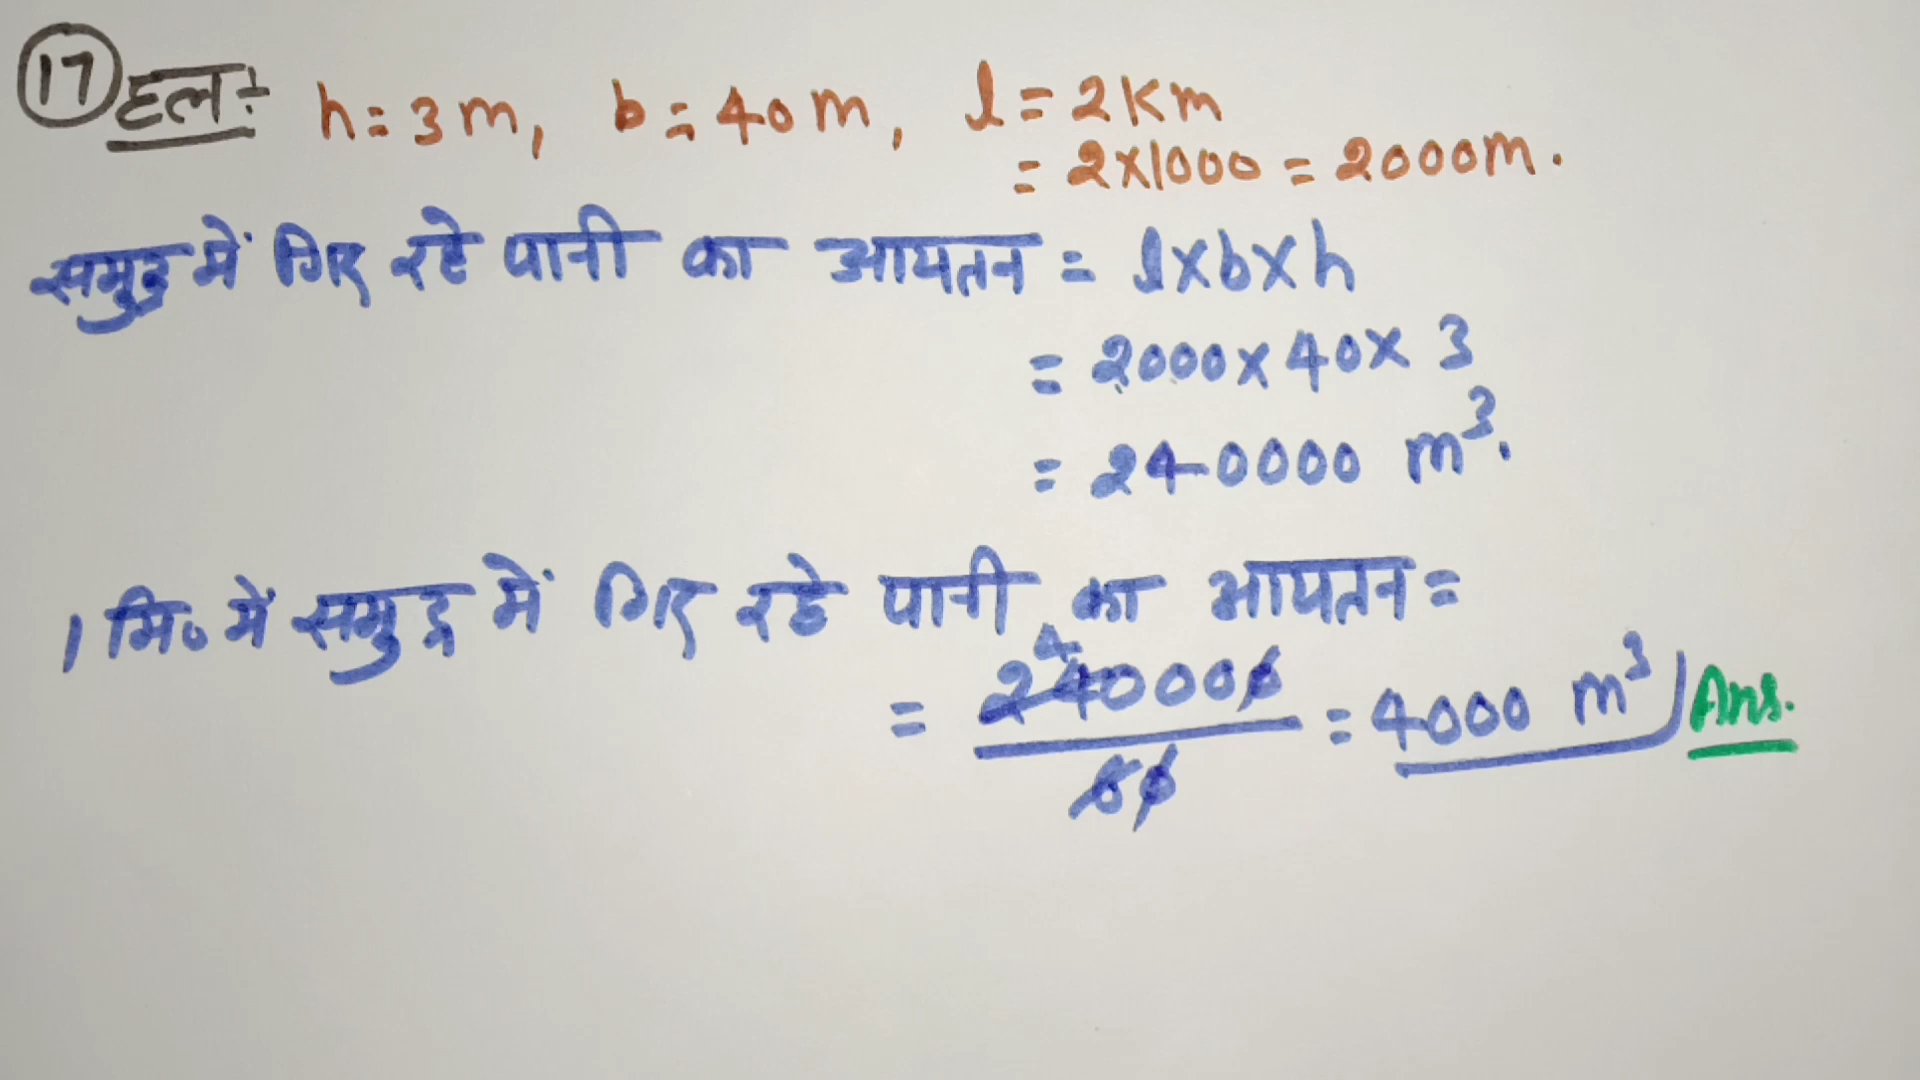 17 हल ÷ h = 3 m, b = 40 m, l = 2 Km
= 2×1000 = 2000 m.
समुद्र में गिर रहे पानी का आयतन = l×b×h
= 2000×40×3
= 240000 m³.
1 मि० में समुद्र में गिर रहे पानी का आयतन =
4
= 240000 / 60 = 4000 m³ Ans.